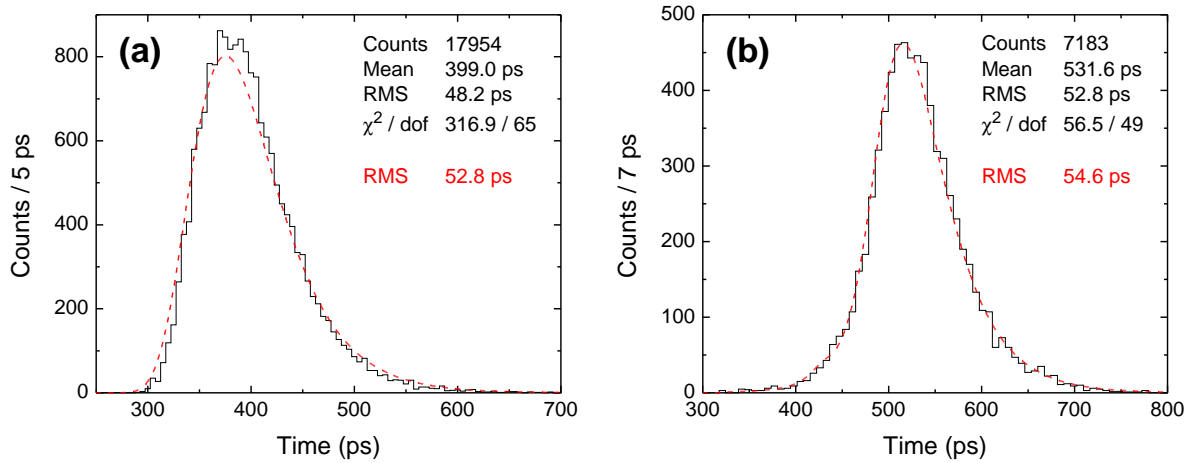 (a)
Counts 17954
Mean 399.0 ps
RMS 48.2 ps
χ² / dof 316.9 / 65
RMS 52.8 ps
Counts / 5 ps
800
600
400
200
0
300 400 500 600 700
Time (ps)
(b)
Counts 7183
Mean 531.6 ps
RMS 52.8 ps
χ² / dof 56.5 / 49
RMS 54.6 ps
Counts / 7 ps
500
400
300
200
100
0
300 400 500 600 700 800
Time (ps)